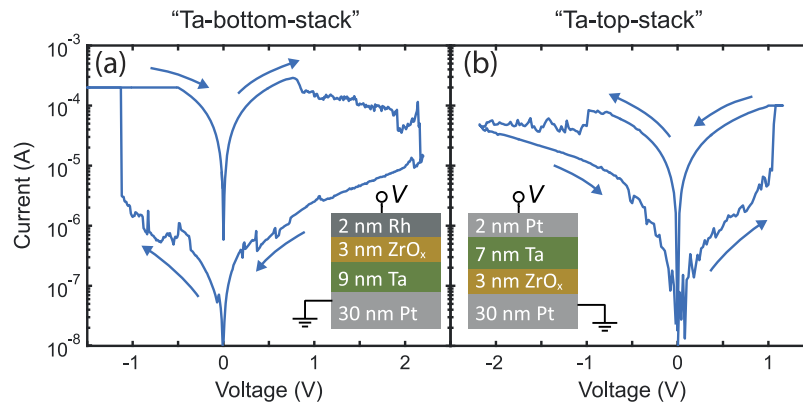 “Ta-bottom-stack”
“Ta-top-stack”
(a)
(b)
Current (A)
10⁻³
10⁻⁴
10⁻⁵
10⁻⁶
10⁻⁷
10⁻⁸
V
2 nm Rh
3 nm ZrOₓ
9 nm Ta
30 nm Pt
V
2 nm Pt
7 nm Ta
3 nm ZrOₓ
30 nm Pt
-1 0 1 2
-2 -1 0 1
Voltage (V)
Voltage (V)